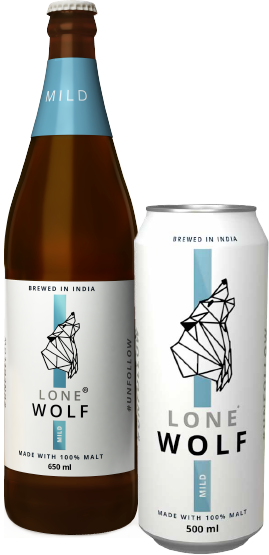 MILD
BREWED IN INDIA
LONE®
WOLF
MILD
MADE WITH 100% MALT
650 ml
#UNFOLLOW
BREWED IN INDIA
LONE
WOLF
MILD
MADE WITH 100% MALT
500 ml